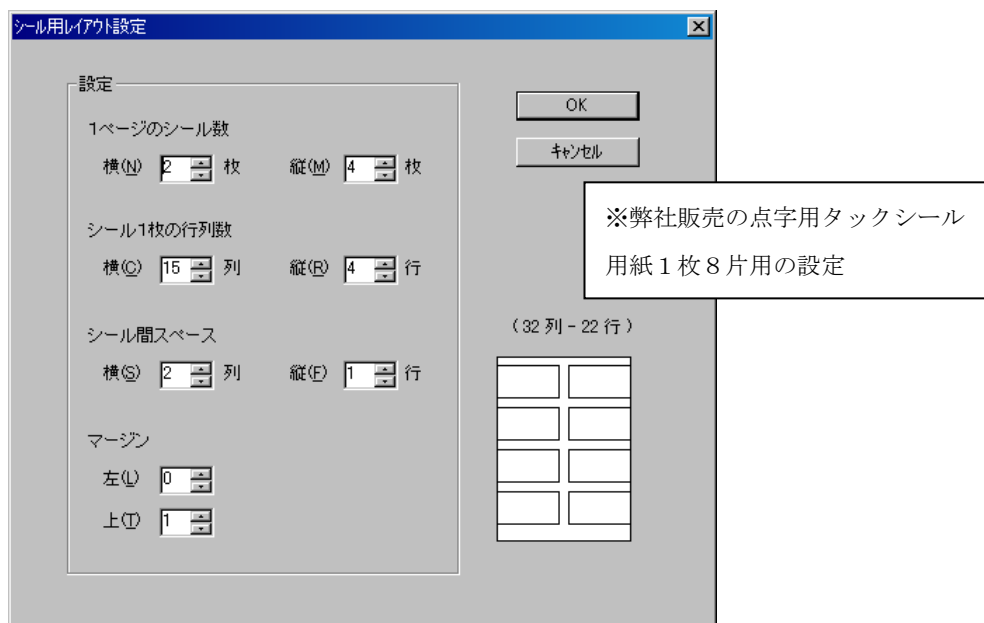 シール用レイアウト設定
設定
1ページのシール数
横(N) 2 枚 縦(M) 4 枚
シール1枚の行列数
横(C) 15 列 縦(R) 4 行
シール間スペース
横(S) 2 列 縦(F) 1 行
マージン
左(L) 0
上(T) 1
OK
キャンセル
※弊社販売の点字用タックシール
用紙１枚８片用の設定
(32 列 - 22 行)